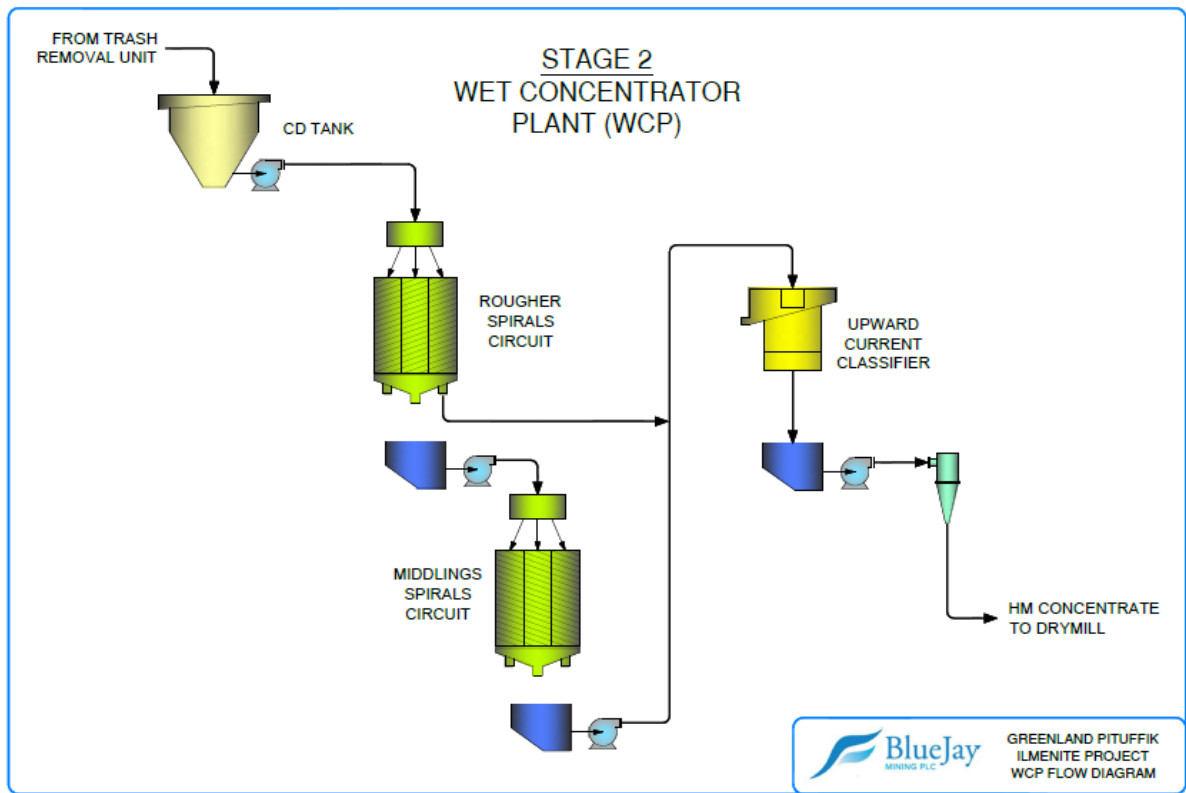 FROM TRASH
REMOVAL UNIT
STAGE 2
WET CONCENTRATOR
PLANT (WCP)
CD TANK
ROUGHER
SPIRALS
CIRCUIT
UPWARD
CURRENT
CLASSIFIER
MIDDLINGS
SPIRALS
CIRCUIT
HM CONCENTRATE
TO DRYMILL
BlueJay
MINING PLC
GREENLAND PITUFFIK
ILMENITE PROJECT
WCP FLOW DIAGRAM